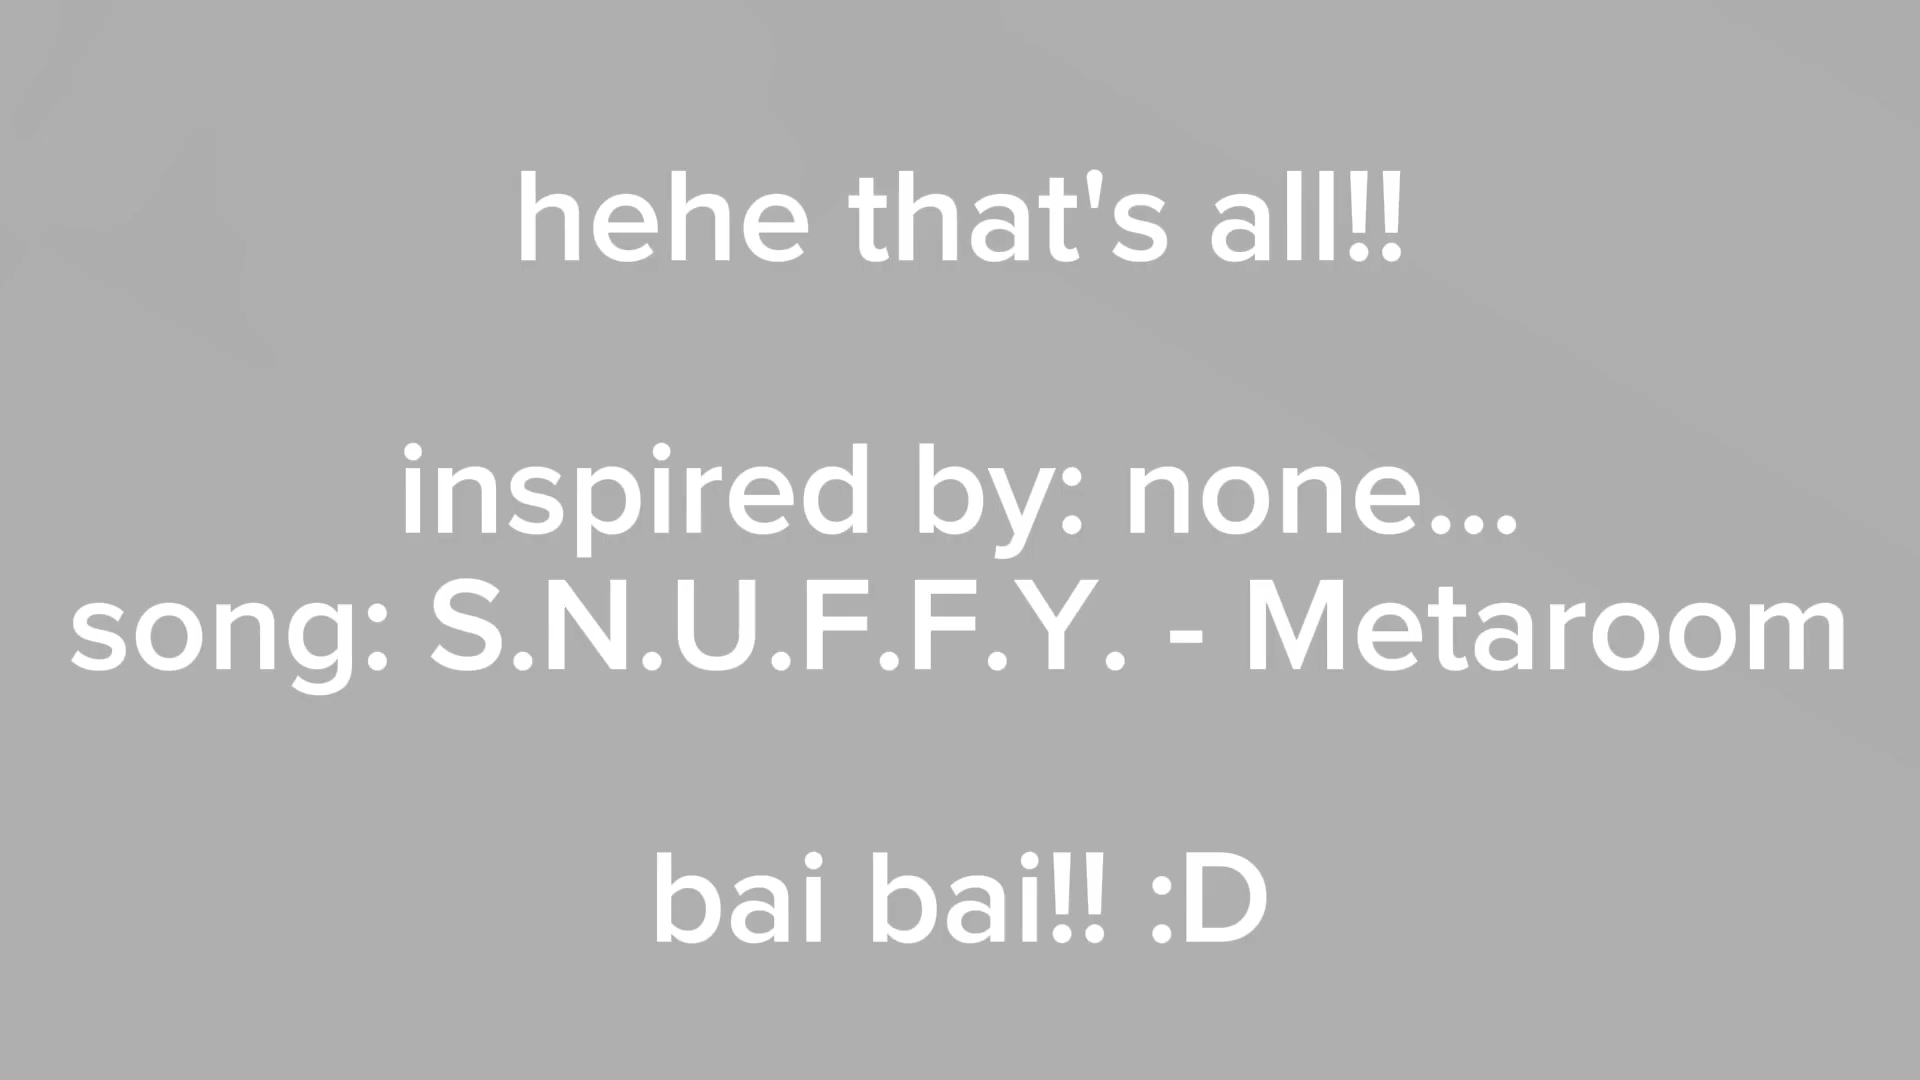 hehe that's all!!
inspired by: none...
song: S.N.U.F.F.Y. - Metaroom
bai bai!! :D